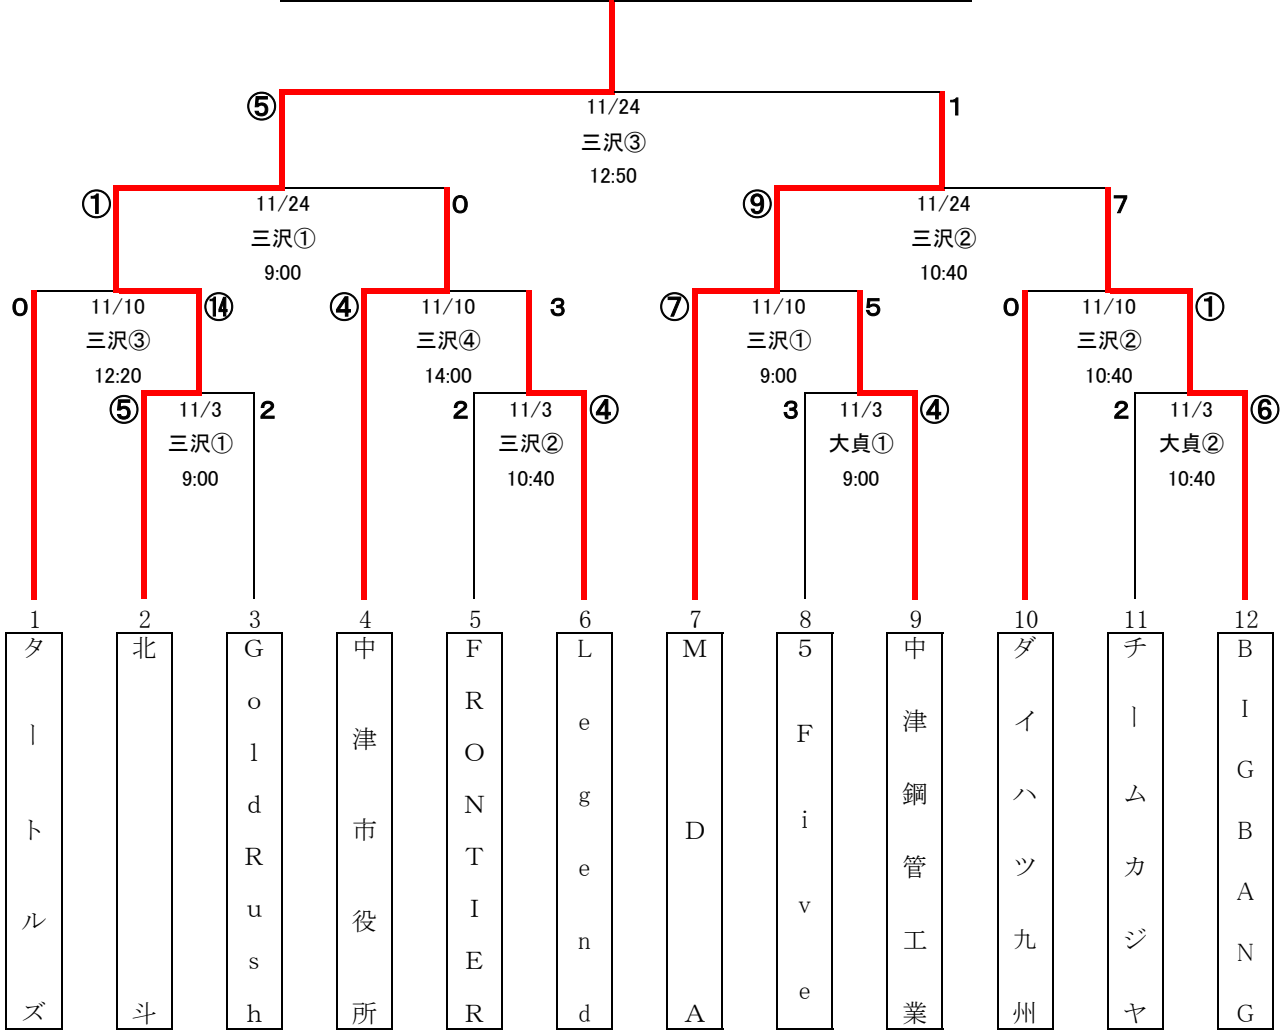 ⑤ 11/24 1
三沢③
12:50
① 11/24 0 ⑨ 11/24 7
三沢① 三沢②
9:00 10:40
0 11/10 ⑭ ④ 11/10 3 ⑦ 11/10 5 0 11/10 ①
三沢③ 三沢④ 三沢① 三沢②
12:20 14:00 9:00 10:40
⑤ 11/3 2 2 11/3 ④ 3 11/3 ④ 2 11/3 ⑥
三沢① 三沢② 大貞① 大貞②
9:00 10:40 9:00 10:40
1 2 3 4 5 6 7 8 9 10 11 12
タートルズ
北斗
GoldRush
中津市役所
FRONTIER
Legend
MDA
5Five
中津鋼管工業
ダイハツ九州
チームカジヤ
BIGBANG